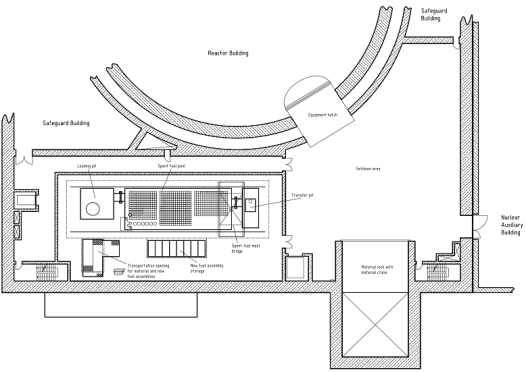 Safeguard
Building
Reactor Building
Equipment hatch
Safeguard Building
Loading pit
Spent fuel pool
Setdown area
Transfer pit
Nuclear
Auxiliary
Building
Spent fuel mast
bridge
Transportation opening
for material and new
fuel assemblies
New fuel assembly
storage
Material lock with
material crane